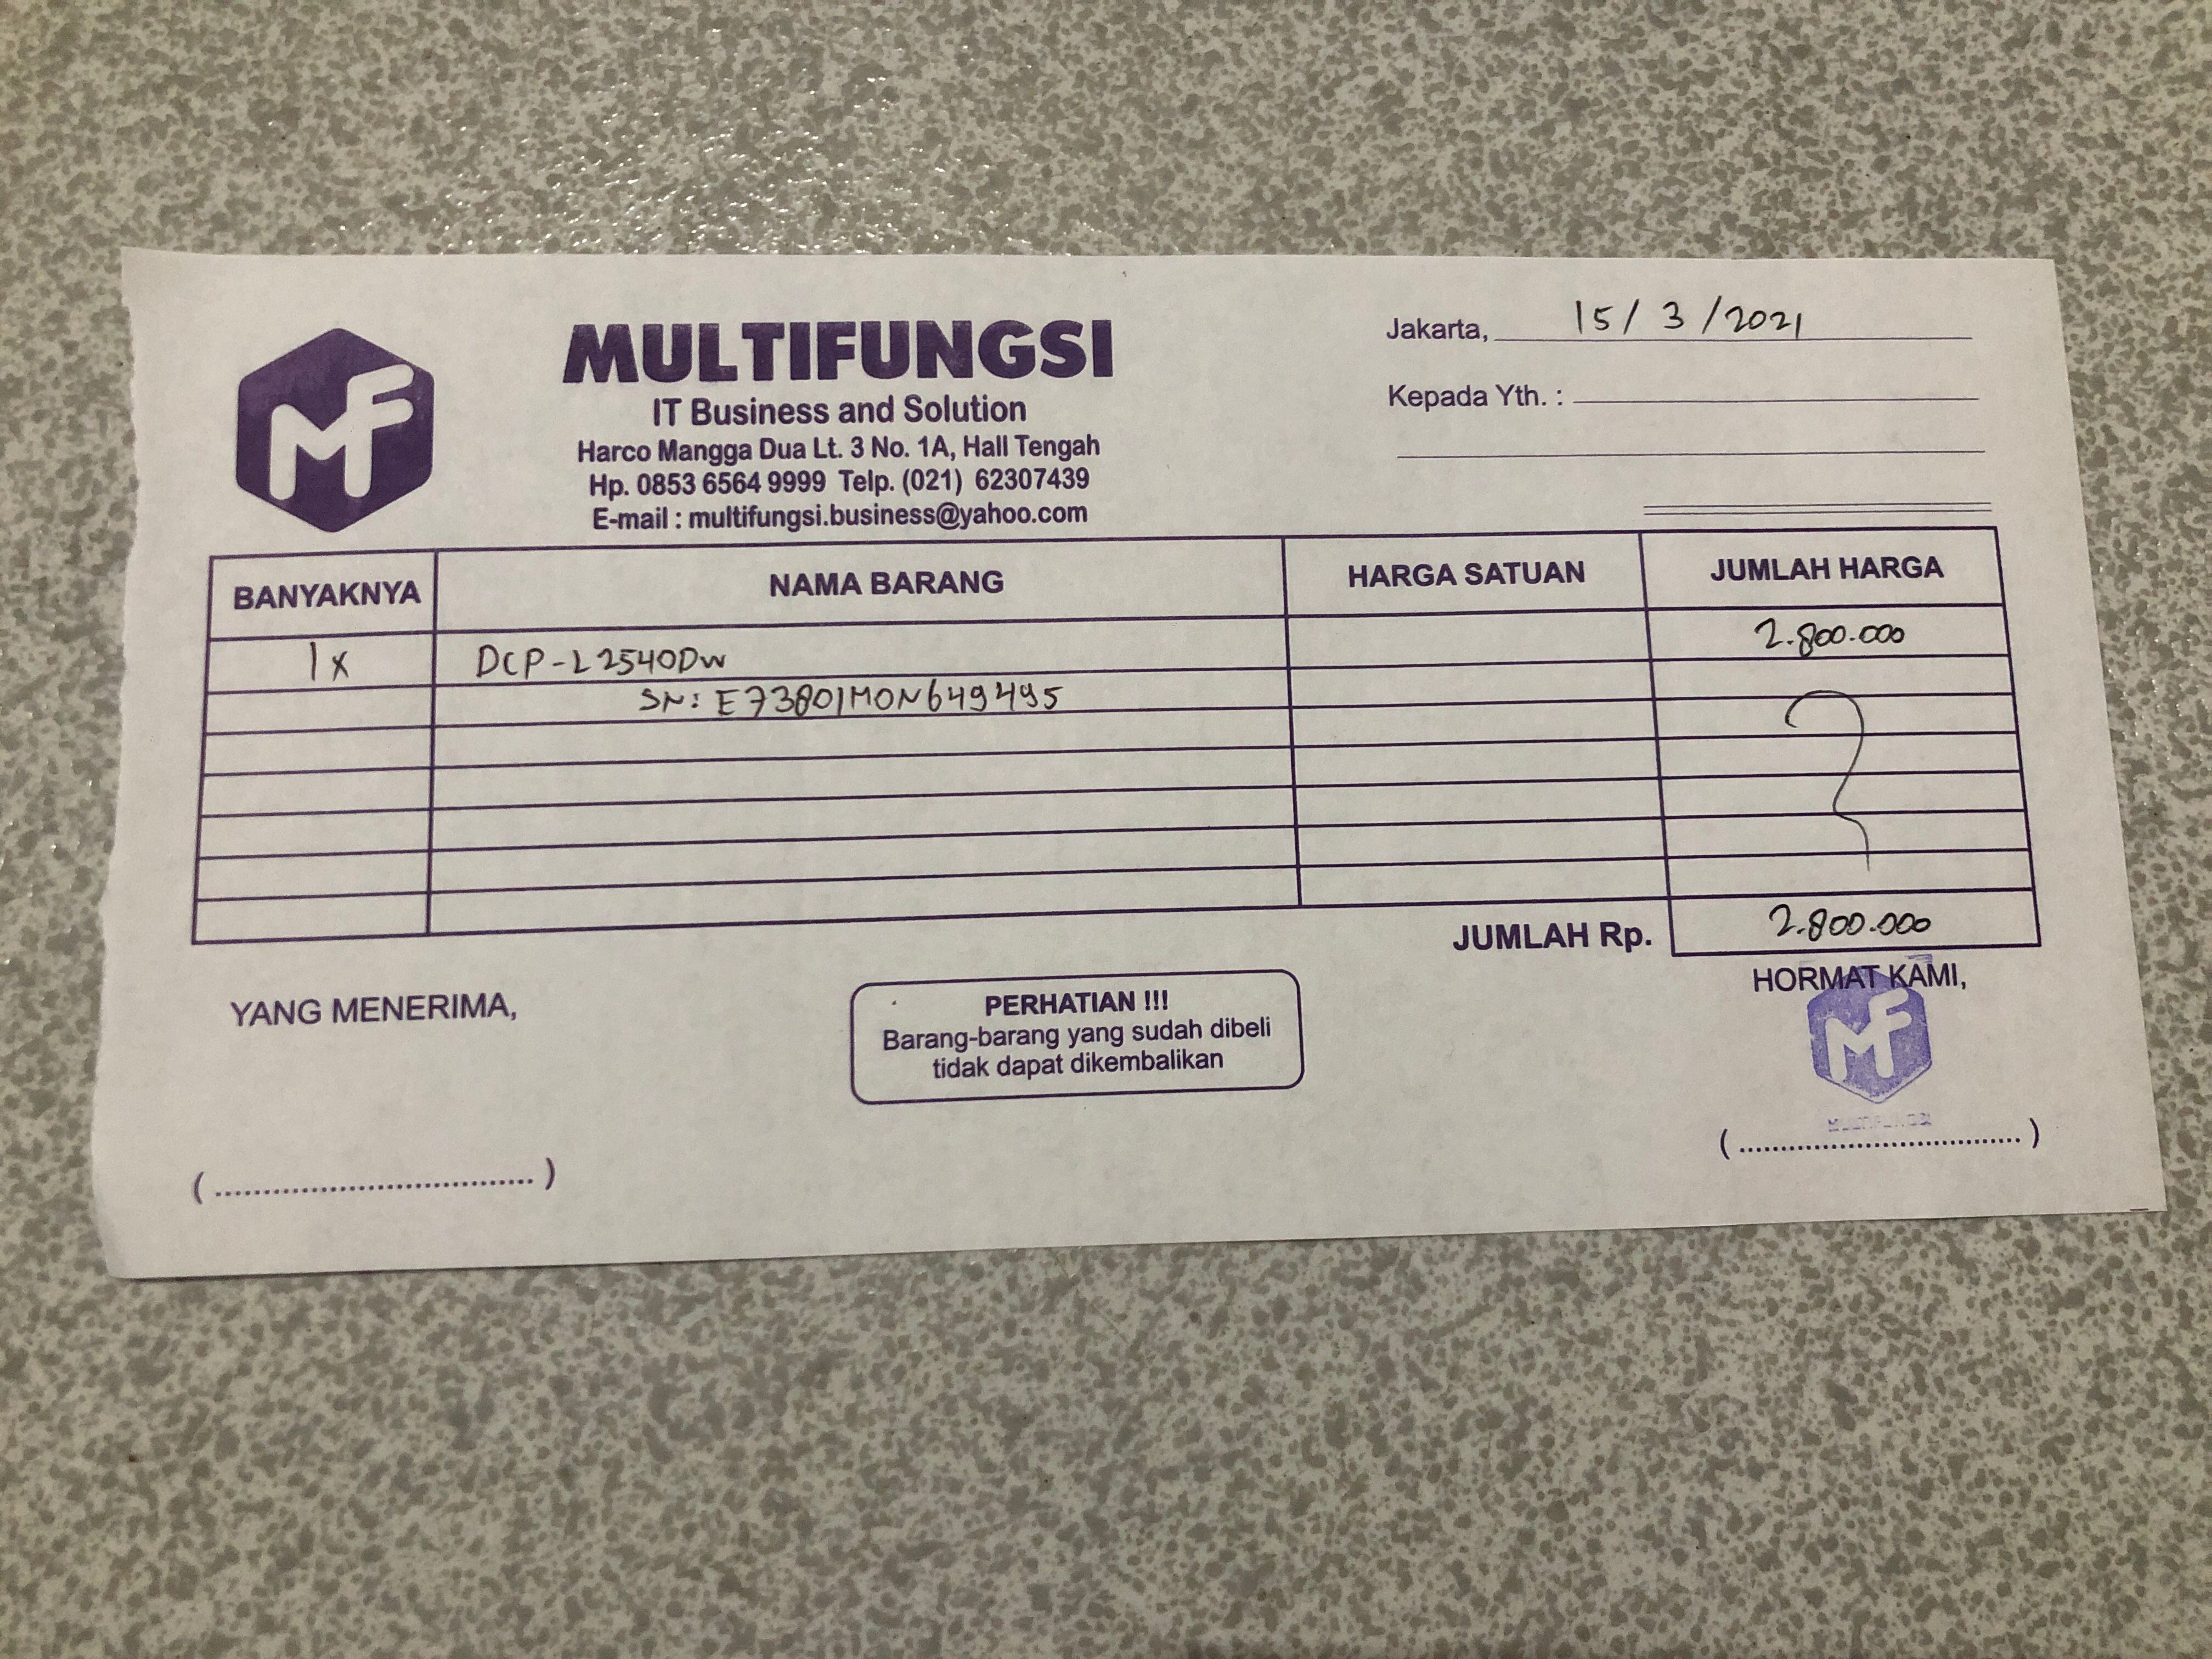 MF
MULTIFUNGSI
IT Business and Solution
Harco Mangga Dua Lt. 3 No. 1A, Hall Tengah
Hp. 0853 6564 9999 Telp. (021) 62307439
E-mail : multifungsi.business@yahoo.com
Jakarta, 15/3/2021
Kepada Yth. :
BANYAKNYA NAMA BARANG HARGA SATUAN JUMLAH HARGA
1x DCP-L2540DW 2.800.000
SN: E73801M0N649495
JUMLAH Rp. 2.800.000
YANG MENERIMA,
PERHATIAN !!!
Barang-barang yang sudah dibeli
tidak dapat dikembalikan
HORMAT KAMI,
MF
MULTIFUNGSI
(..................................)
(..................................)